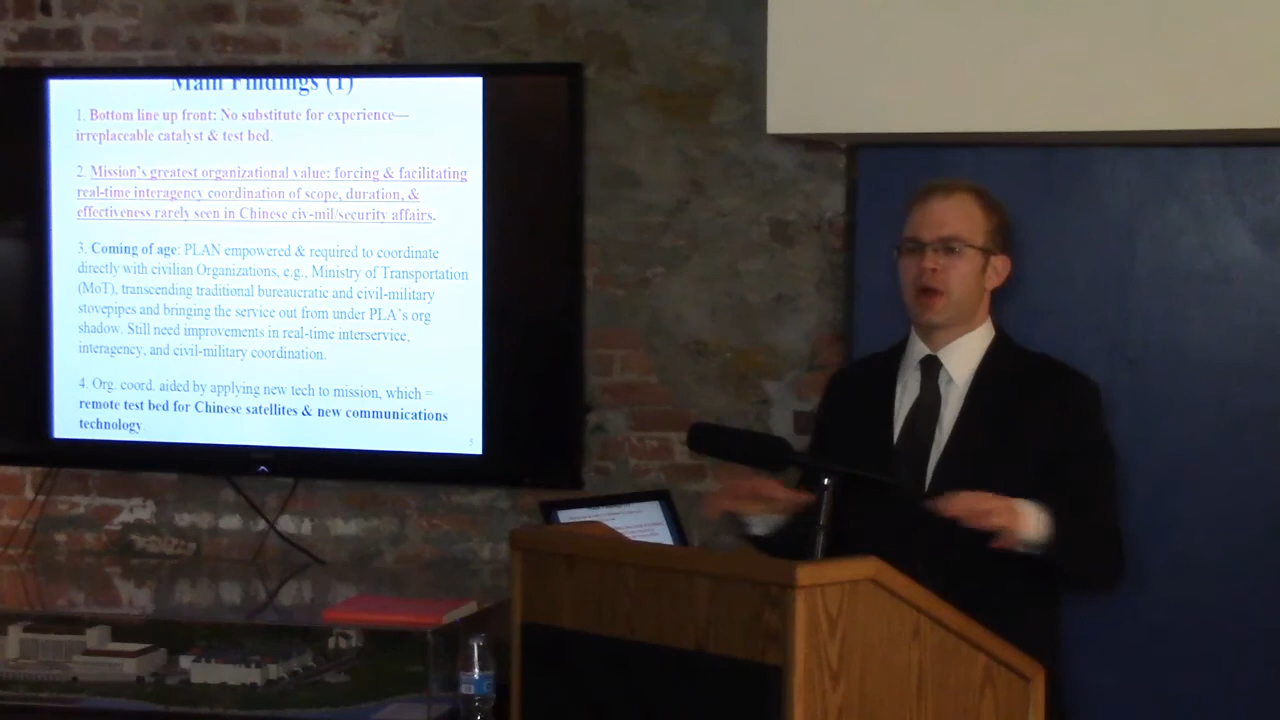 Main Findings (1)
1. Bottom line up front: No substitute for experience—
irreplaceable catalyst & test bed.
2. Mission's greatest organizational value: forcing & facilitating
real-time interagency coordination of scope, duration, &
effectiveness rarely seen in Chinese civ-mil/security affairs.
3. Coming of age: PLAN empowered & required to coordinate
directly with civilian Organizations, e.g., Ministry of Transportation
(MoT), transcending traditional bureaucratic and civil-military
stovepipes and bringing the service out from under PLA's org
shadow. Still need improvements in real-time interservice,
interagency, and civil-military coordination.
4. Org. coord. aided by applying new tech to mission, which =
remote test bed for Chinese satellites & new communications
technology.
5